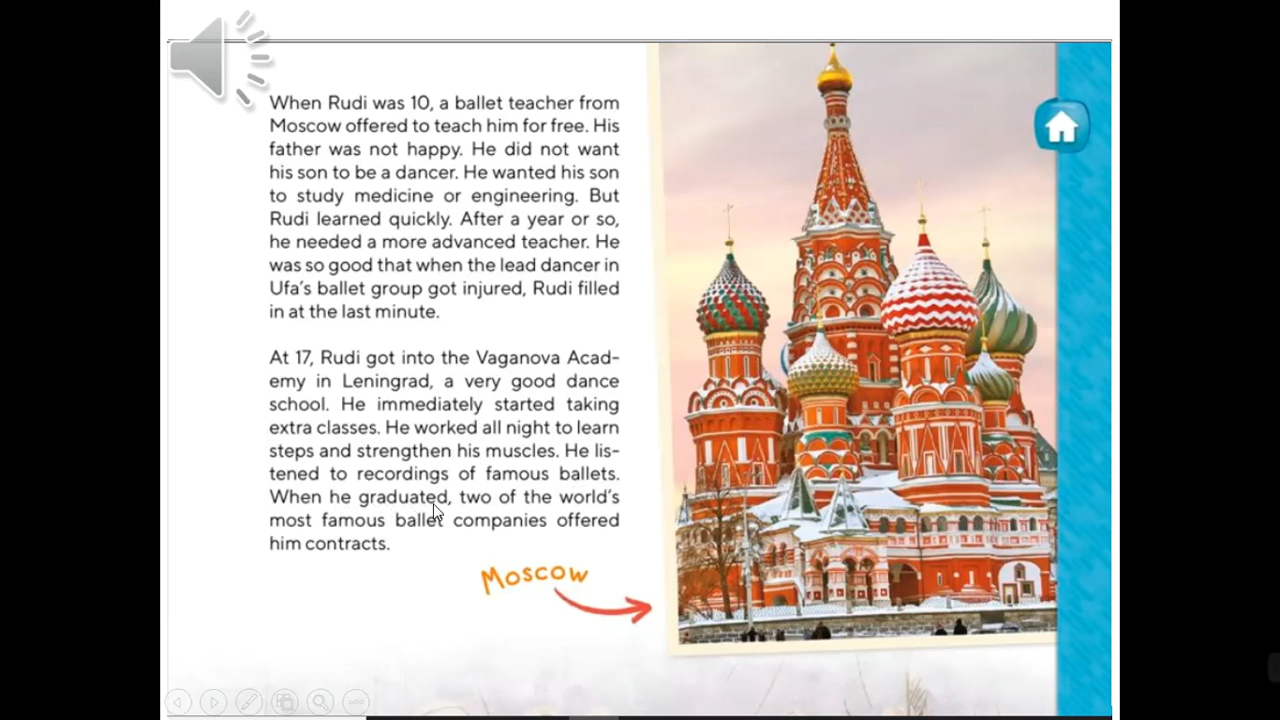 When Rudi was 10, a ballet teacher from
Moscow offered to teach him for free. His
father was not happy. He did not want
his son to be a dancer. He wanted his son
to study medicine or engineering. But
Rudi learned quickly. After a year or so,
he needed a more advanced teacher. He
was so good that when the lead dancer in
Ufa's ballet group got injured, Rudi filled
in at the last minute.
At 17, Rudi got into the Vaganova Acad-
emy in Leningrad, a very good dance
school. He immediately started taking
extra classes. He worked all night to learn
steps and strengthen his muscles. He lis-
tened to recordings of famous ballets.
When he graduated, two of the world's
most famous ballet companies offered
him contracts.
Moscow